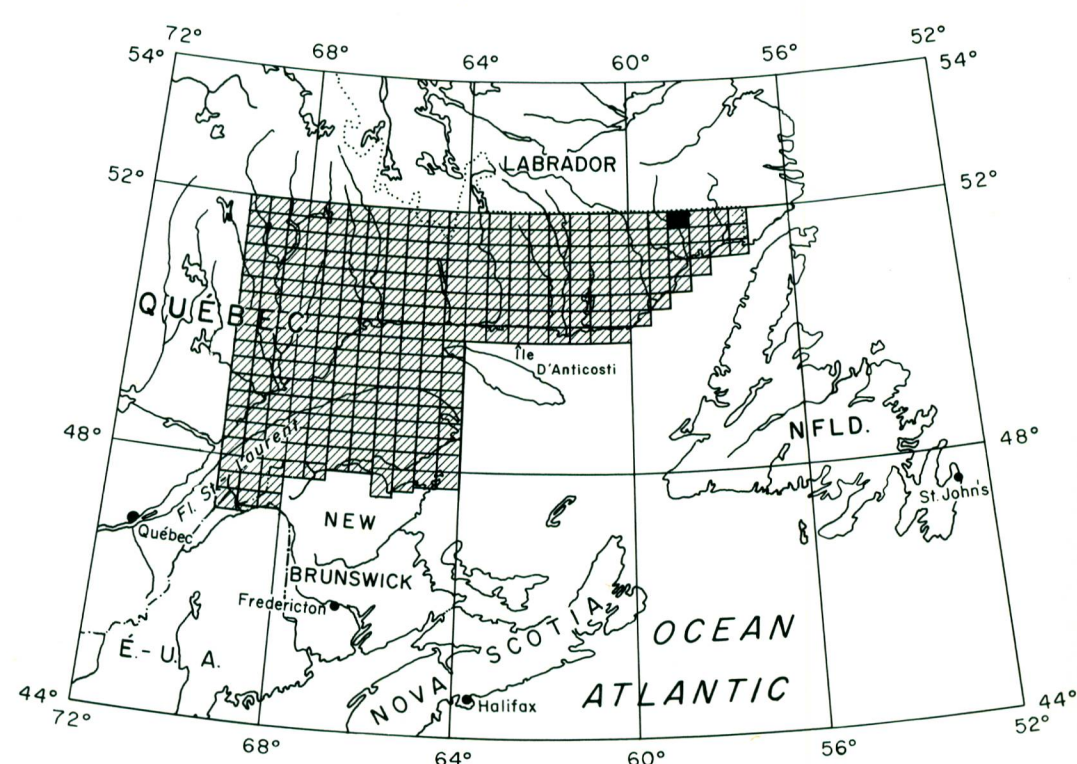 72° 68° 64° 60° 56° 52°
54° 54°
LABRADOR
52° 52°
QUÉBEC
Île
D'Anticosti
NFLD.
48° 48°
Fl. St. Laurent
St. John's
Québec
NEW
BRUNSWICK
Fredericton
NOVA SCOTIA
OCEAN
ATLANTIC
É.-U. A.
Halifax
44° 44°
72° 68° 64° 60° 56° 52°